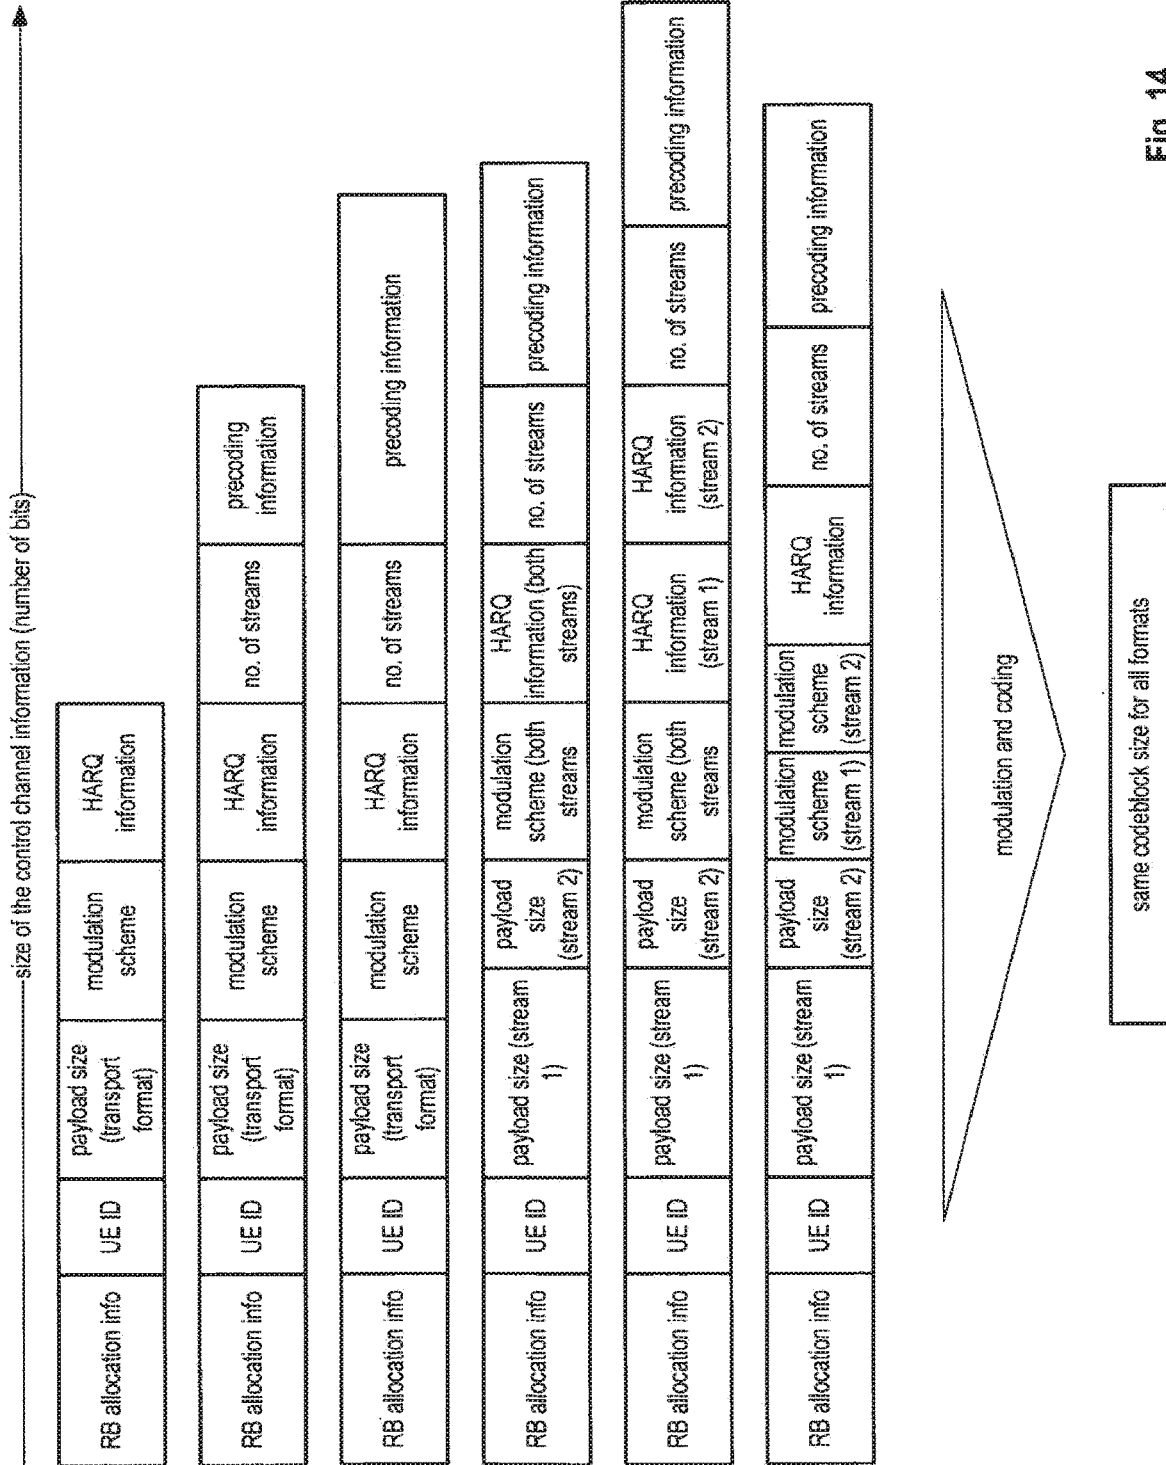 size of the control channel information (number of bits)
RB allocation info
UE ID
payload size
(transport
format)
modulation
scheme
HARQ
information
RB allocation info
UE ID
payload size
(transport
format)
modulation
scheme
HARQ
information
no. of streams
precoding
information
RB allocation info
UE ID
payload size
(transport
format)
modulation
scheme
HARQ
information
no. of streams
precoding information
RB allocation info
UE ID
payload size (stream
1)
payload
size
(stream 2)
modulation
scheme (both
streams
HARQ
information (both
streams)
no. of streams
precoding information
RB allocation info
UE ID
payload size (stream
1)
payload
size
(stream 2)
modulation
scheme (both
streams
HARQ
information
(stream 1)
HARQ
information
(stream 2)
no. of streams
precoding information
RB allocation info
UE ID
payload size (stream
1)
payload
size
(stream 2)
modulation
scheme
(stream 1)
modulation
scheme
(stream 2)
HARQ
information
no. of streams
precoding information
modulation and coding
same codeblock size for all formats
Fig. 14